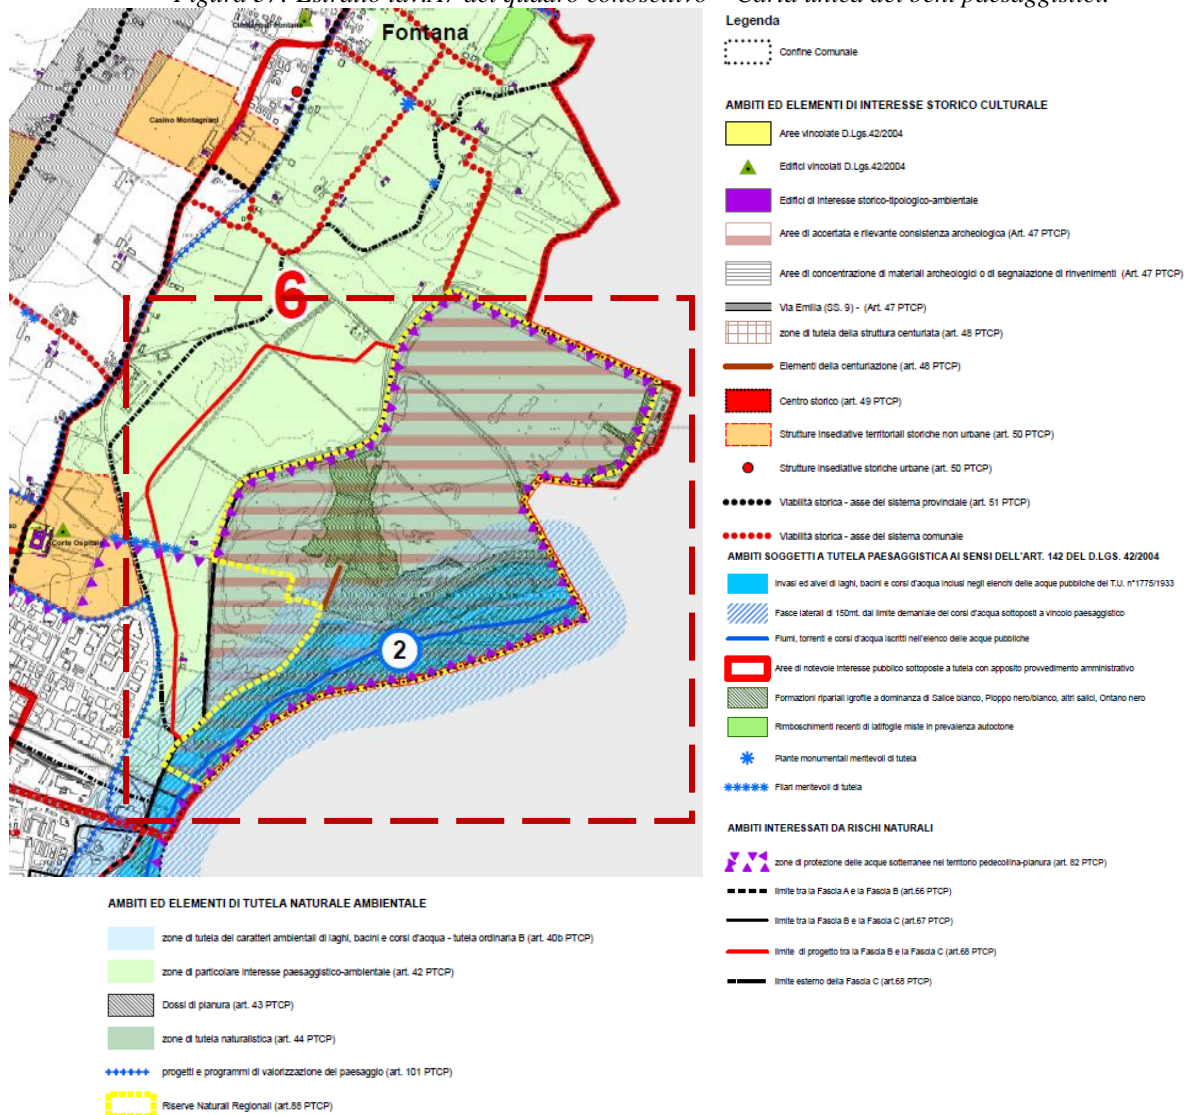 Figura 37: Estratto tav.A7 del quadro conoscitivo – Carta unica dei beni paesaggistici.
Fontana
Casino Montagnani
6
Corte Ospitale
2
Legenda
Confine Comunale
AMBITI ED ELEMENTI DI INTERESSE STORICO CULTURALE
Aree vincolate D.Lgs.42/2004
Edifici vincolati D.Lgs.42/2004
Edifici di interesse storico-tipologico-ambientale
Aree di accertata e rilevante consistenza archeologica (Art. 47 PTCP)
Aree di concentrazione di materiali archeologici o di segnalazione di rinvenimenti (Art. 47 PTCP)
Via Emilia (SS. 9) - (Art. 47 PTCP)
zone di tutela della struttura centuriata (art. 48 PTCP)
Elementi della centuriazione (art. 48 PTCP)
Centro storico (art. 49 PTCP)
Strutture insediative territoriali storiche non urbane (art. 50 PTCP)
Strutture insediative storiche urbane (art. 50 PTCP)
Viabilità storica - asse del sistema provinciale (art. 51 PTCP)
Viabilità storica - asse del sistema comunale
AMBITI SOGGETTI A TUTELA PAESAGGISTICA AI SENSI DELL'ART. 142 DEL D.LGS. 42/2004
Invasi ed alvei di laghi, bacini e corsi d'acqua inclusi negli elenchi delle acque pubbliche del T.U. n°1775/1933
Fasce laterali di 150mt. dal limite demaniale dei corsi d'acqua sottoposti a vincolo paesaggistico
Fiumi, torrenti e corsi d'acqua iscritti nell'elenco delle acque pubbliche
Aree di notevole interesse pubblico sottoposte a tutela con apposito provvedimento amministrativo
Formazioni ripariali igrofile a dominanza di Salice bianco, Pioppo nero/bianco, altri salici, Ontano nero
Rimboschimenti recenti di latifoglie miste in prevalenza autoctone
Piante monumentali meritevoli di tutela
Filari meritevoli di tutela
AMBITI INTERESSATI DA RISCHI NATURALI
zone di protezione delle acque sotterranee nel territorio pedecollina-pianura (art. 82 PTCP)
limite tra la Fascia A e la Fascia B (art.66 PTCP)
limite tra la Fascia B e la Fascia C (art.67 PTCP)
limite di progetto tra la Fascia B e la Fascia C (art.68 PTCP)
limite esterno della Fascia C (art.68 PTCP)
AMBITI ED ELEMENTI DI TUTELA NATURALE AMBIENTALE
zone di tutela dei caratteri ambientali di laghi, bacini e corsi d'acqua - tutela ordinaria B (art. 40b PTCP)
zone di particolare interesse paesaggistico-ambientale (art. 42 PTCP)
Dossi di pianura (art. 43 PTCP)
zone di tutela naturalistica (art. 44 PTCP)
progetti e programmi di valorizzazione del paesaggio (art. 101 PTCP)
Riserve Naturali Regionali (art.88 PTCP)